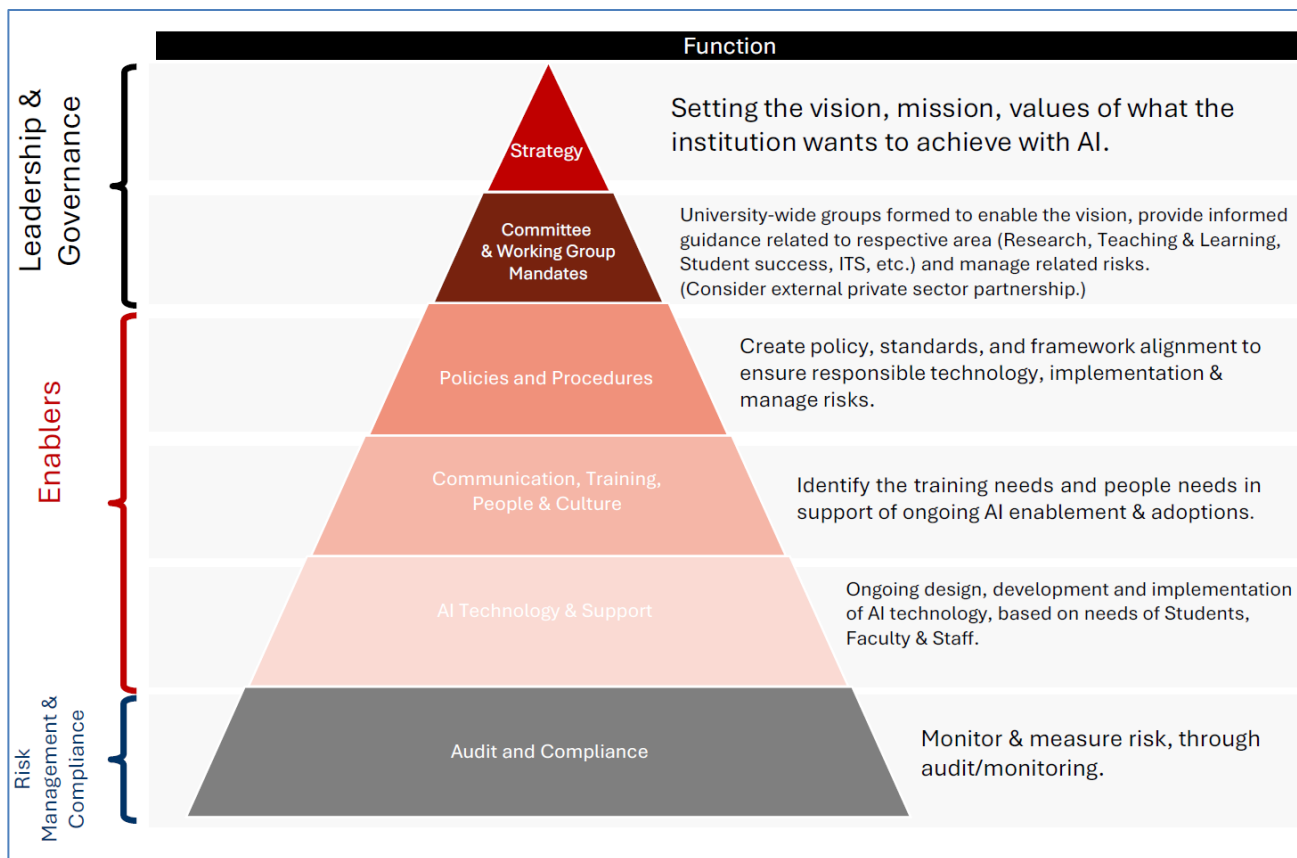 Function
Leadership &
Governance
Strategy
Setting the vision, mission, values of what the
institution wants to achieve with AI.
Committee
& Working Group
Mandates
University-wide groups formed to enable the vision, provide informed
guidance related to respective area (Research, Teaching & Learning,
Student success, ITS, etc.) and manage related risks.
(Consider external private sector partnership.)
Enablers
Policies and Procedures
Create policy, standards, and framework alignment to
ensure responsible technology, implementation &
manage risks.
Communication, Training,
People & Culture
Identify the training needs and people needs in
support of ongoing AI enablement & adoptions.
AI Technology & Support
Ongoing design, development and implementation
of AI technology, based on needs of Students,
Faculty & Staff.
Risk
Management &
Compliance
Audit and Compliance
Monitor & measure risk, through
audit/monitoring.